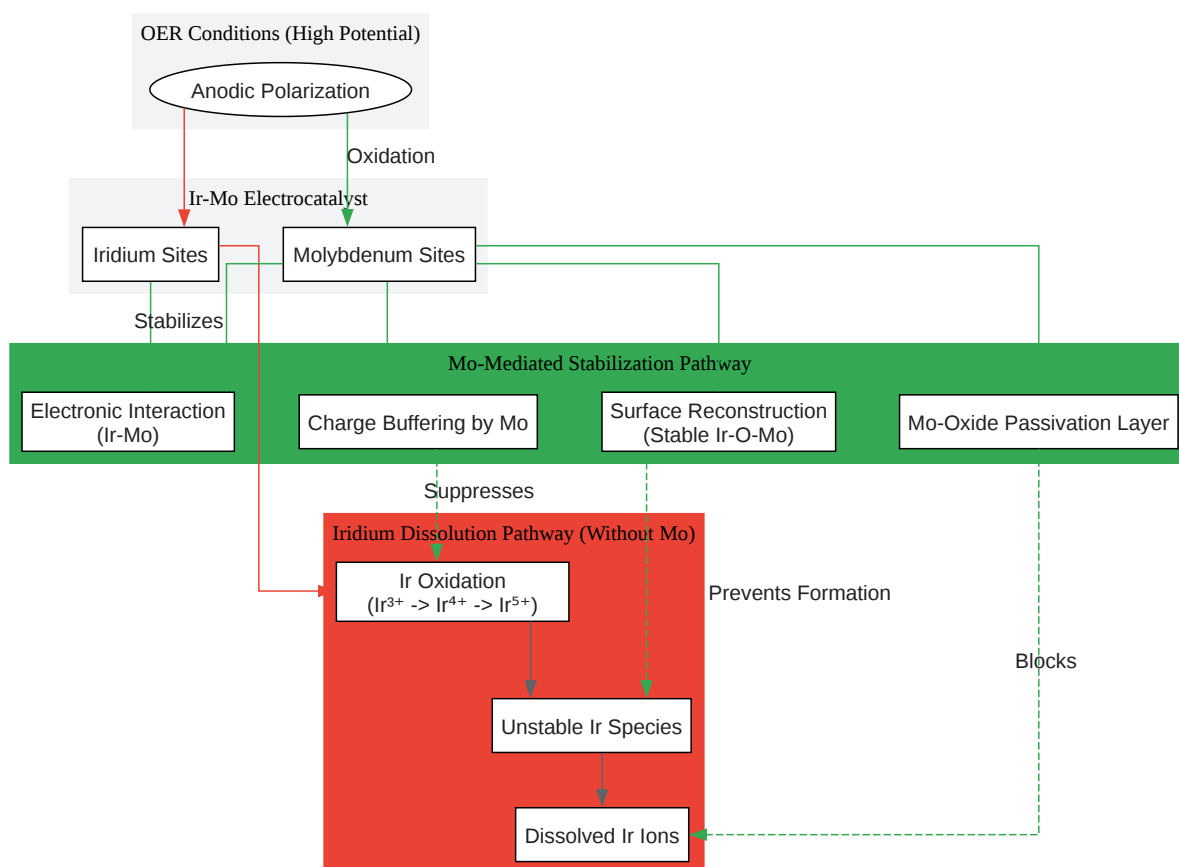 OER Conditions (High Potential)
Anodic Polarization
Oxidation
Ir-Mo Electrocatalyst
Iridium Sites
Molybdenum Sites
Stabilizes
Mo-Mediated Stabilization Pathway
Electronic Interaction
(Ir-Mo)
Charge Buffering by Mo
Surface Reconstruction
(Stable Ir-O-Mo)
Mo-Oxide Passivation Layer
Suppresses
Iridium Dissolution Pathway (Without Mo)
Ir Oxidation
(Ir³⁺ -> Ir⁴⁺ -> Ir⁵⁺)
Prevents Formation
Blocks
Unstable Ir Species
Dissolved Ir Ions